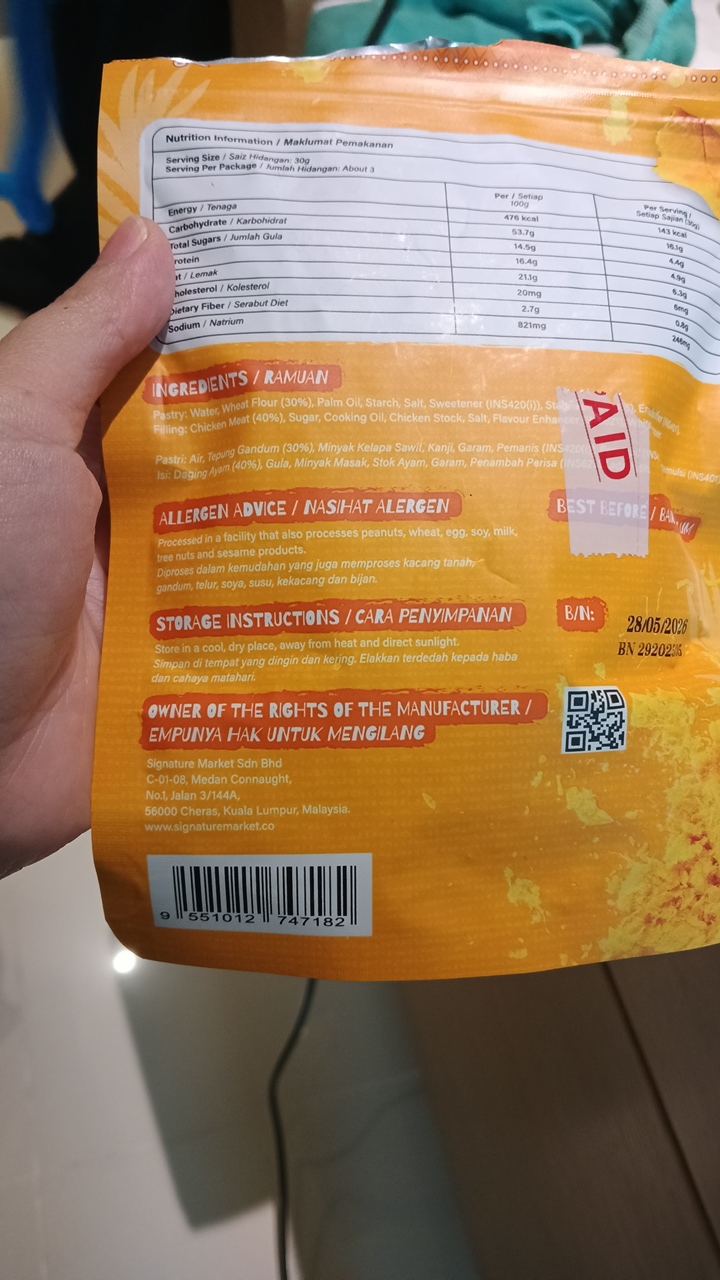 Nutrition Information / Maklumat Pemakanan
Serving Size / Saiz Hidangan: 30g
Serving Per Package / Jumlah Hidangan: About 3
Per / Setiap 100g
Per Serving / Setiap Sajian (30g)
Energy / Tenaga 476 kcal 143 kcal
Carbohydrate / Karbohidrat 53.7g 16.1g
Total Sugars / Jumlah Gula 14.5g 4.4g
rotein 16.4g 4.9g
at / Lemak 21.1g 6.3g
holesterol / Kolesterol 20mg 6mg
Dietary Fiber / Serabut Diet 2.7g 0.8g
Sodium / Natrium 821mg 246mg
INGREDIENTS / RAMUAN
Pastry: Water, Wheat Flour (30%), Palm Oil, Starch, Salt, Sweetener (INS420(i)),
Filling: Chicken Meat (40%), Sugar, Cooking Oil, Chicken Stock, Salt, Flavour Enhancer
Pastri: Air, Tepung Gandum (30%), Minyak Kelapa Sawil, Kanji, Garam, Pemanis
Isi: Daging Ayam (40%), Gula, Minyak Masak, Stok Ayam, Garam, Penambah Perisa
AID
ALLERGEN ADVICE / NASIHAT ALERGEN
Processed in a facility that also processes peanuts, wheat, egg, soy, milk,
tree nuts and sesame products.
Diproses dalam kemudahan yang juga memproses kacang tanah,
gandum, telur, soya, susu, kekacang dan bijan.
BEST BEFORE /
STORAGE INSTRUCTIONS / CARA PENYIMPANAN
Store in a cool, dry place, away from heat and direct sunlight.
Simpan di tempat yang dingin dan kering. Elakkan terdedah kepada haba
dan cahaya matahari.
B/N:
28/05/2026
BN
OWNER OF THE RIGHTS OF THE MANUFACTURER /
EMPUNYA HAK UNTUK MENGILANG
Signature Market Sdn Bhd
C-01-08, Medan Connaught,
No.1, Jalan 3/144A,
56000 Cheras, Kuala Lumpur, Malaysia.
www.signaturemarket.co
9 551012 747182